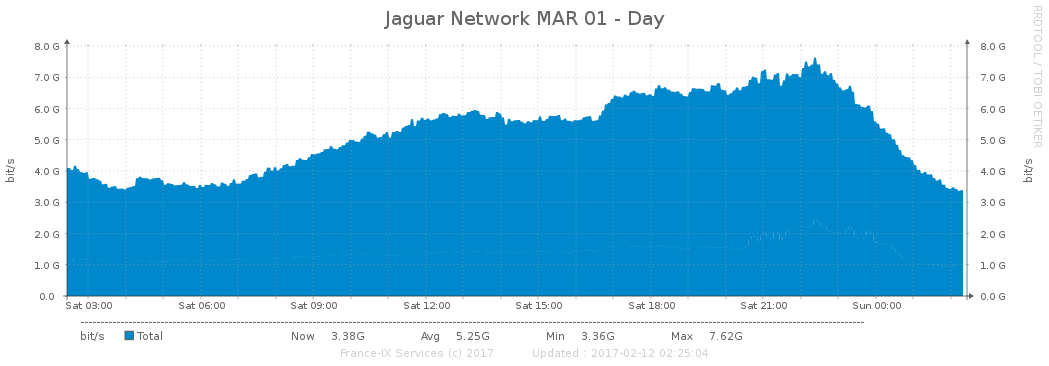 Jaguar Network MAR 01 - Day
RRDTOOL / TOBI OETIKER
bit/s
8.0 G 8.0 G
7.0 G 7.0 G
6.0 G 6.0 G
5.0 G 5.0 G
4.0 G 4.0 G
3.0 G 3.0 G
2.0 G 2.0 G
1.0 G 1.0 G
0.0 0.0 G
bit/s
Sat 03:00 Sat 06:00 Sat 09:00 Sat 12:00 Sat 15:00 Sat 18:00 Sat 21:00 Sun 00:00
bit/s Total Now 3.38G Avg 5.25G Min 3.36G Max 7.62G
France-IX Services (c) 2017 Updated : 2017-02-12 02:25:04